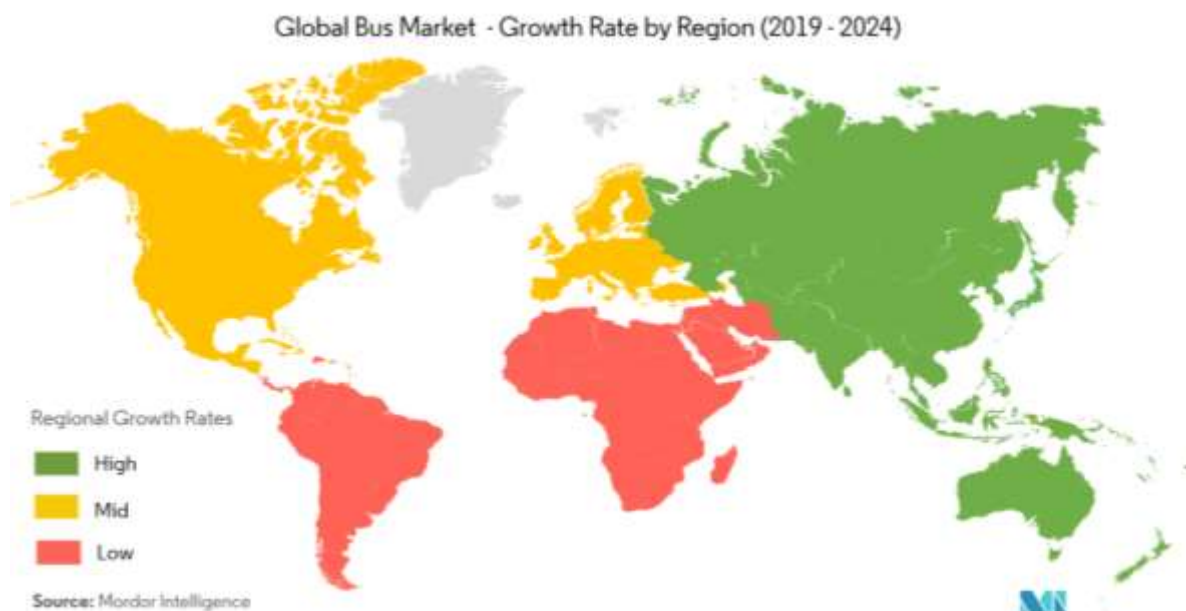 Global Bus Market - Growth Rate by Region (2019 - 2024)
Regional Growth Rates
High
Mid
Low
Source: Mordor Intelligence